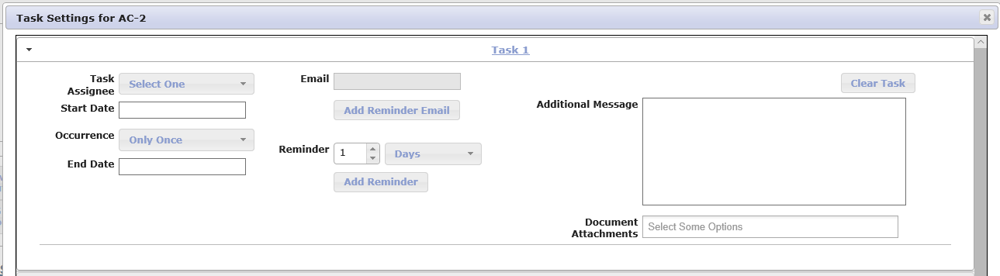 Task Settings for AC-2
Task 1
Task Assignee
Select One
Start Date
Occurrence
Only Once
End Date
Email
Add Reminder Email
Reminder
1
Days
Add Reminder
Clear Task
Additional Message
Document
Attachments
Select Some Options